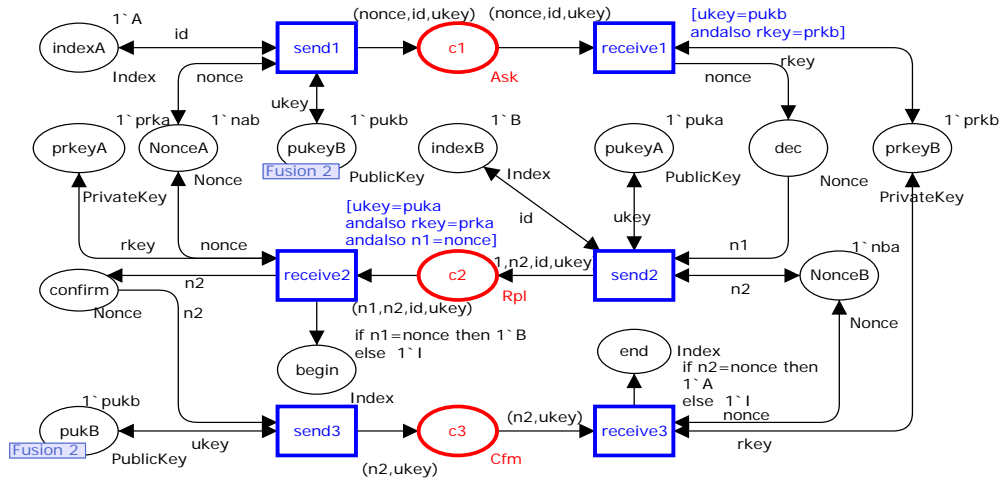 1`A
(nonce,id,ukey)
(nonce,id,ukey)
[ukey=pukb
andalso rkey=prkb]
indexA
id
send1
c1
receive1
rkey
Index
nonce
Ask
nonce
ukey
1`prka
1`nab
1`pukb
1`B
1`puka
1`prkb
prkeyA
NonceA
pukeyB
indexB
pukeyA
dec
prkeyB
Fusion 2
Nonce
PublicKey
Index
PublicKey
Nonce
PrivateKey
PrivateKey
[ukey=puka
andalso rkey=prka
andalso n1=nonce]
id
ukey
rkey
nonce
n1
1`nba
receive2
c2
1,n2,id,ukey)
send2
NonceB
n2
n2
confirm
Nonce
n2
(n1,n2,id,ukey)
Rpl
Nonce
if n1=nonce then 1`B
else 1`I
begin
Index
end
Index
if n2=nonce then
1`A
else 1`I
1`pukb
nonce
pukB
ukey
send3
c3
(n2,ukey)
receive3
rkey
Fusion 2
PublicKey
(n2,ukey)
Cfm